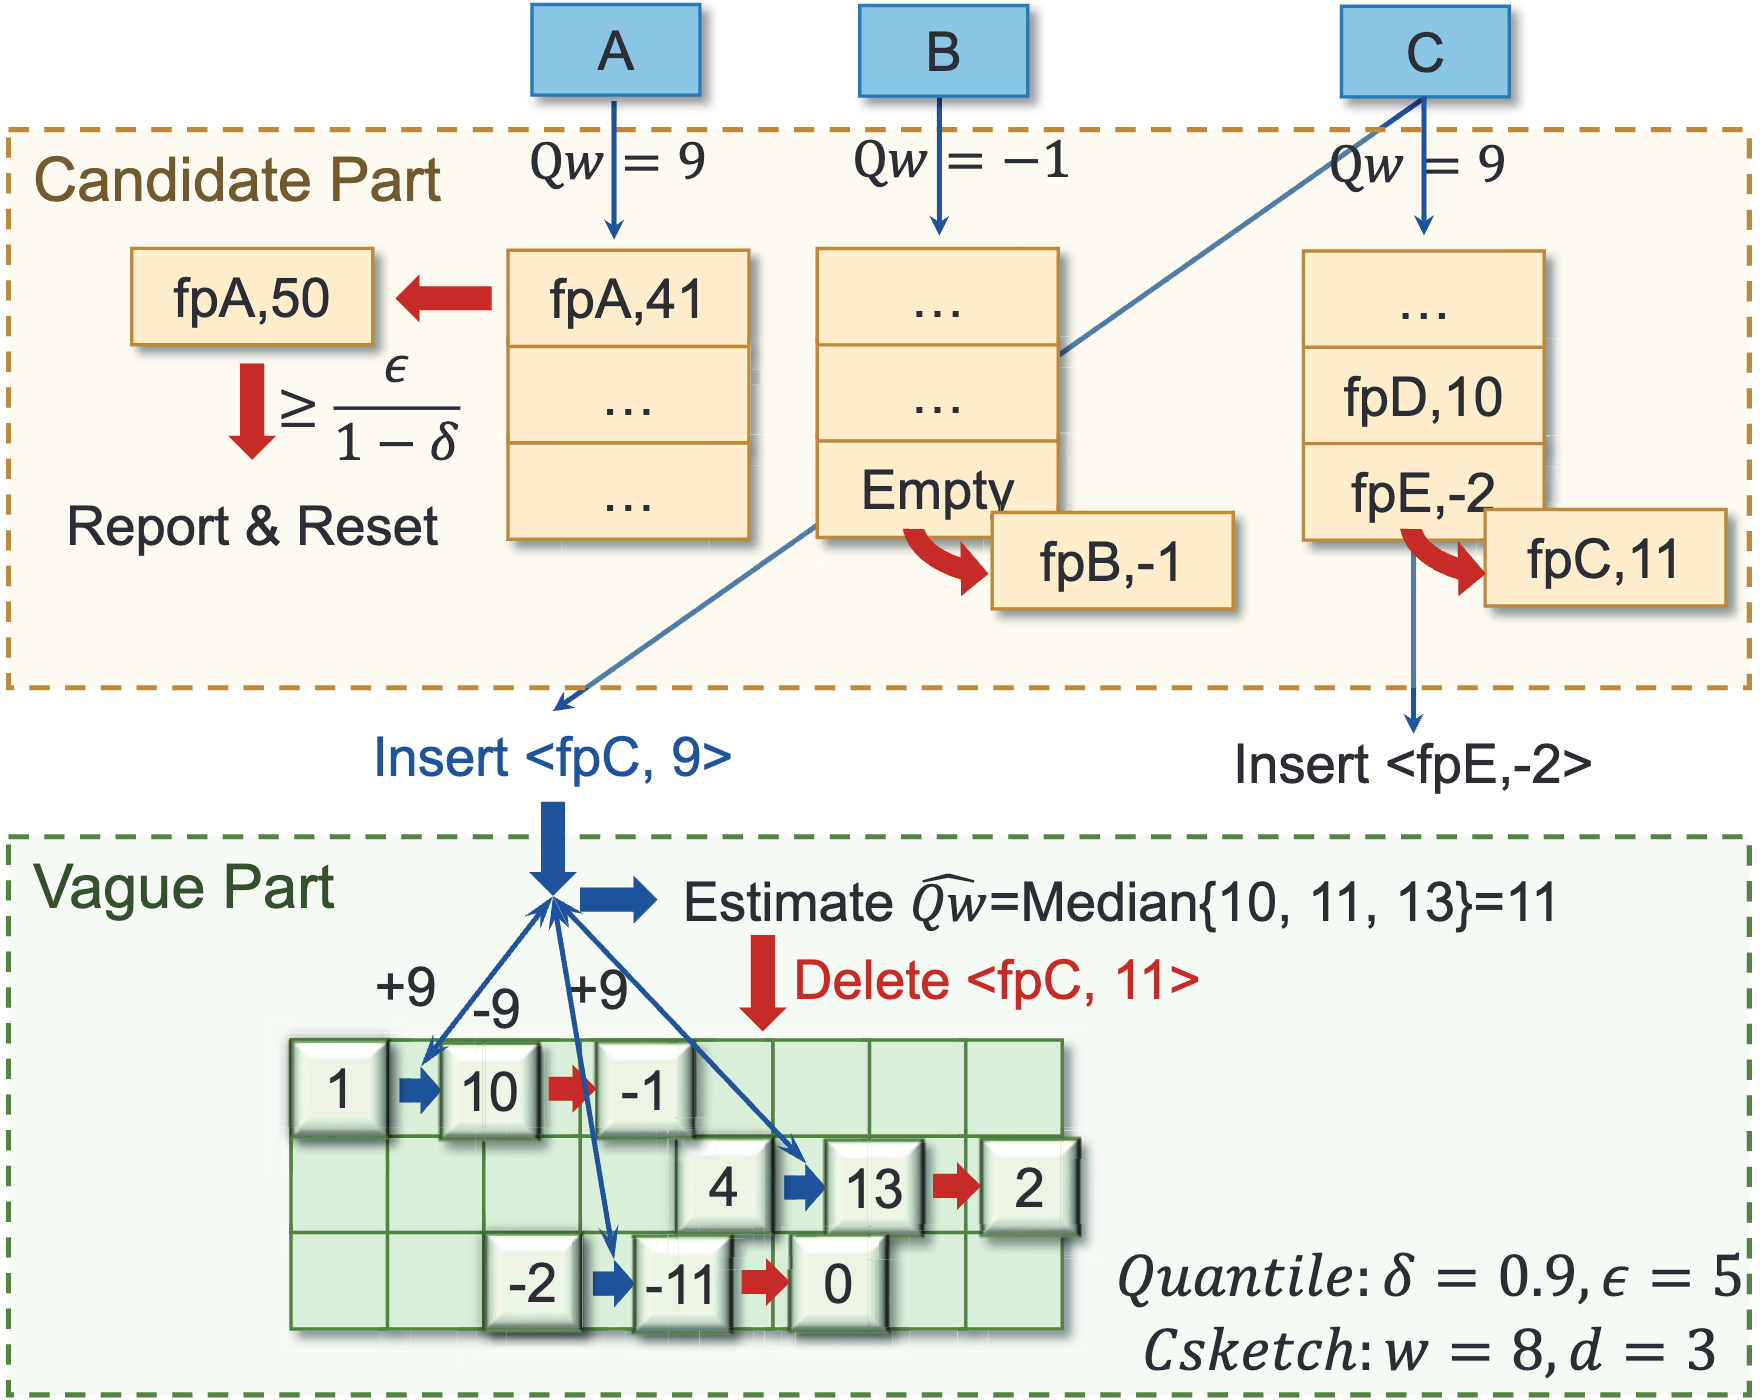 A
B
C
Candidate Part
Qw = 9
Qw = −1
Qw = 9
fpA,50
fpA,41
...
...
...
...
Empty
fpB,-1
...
fpD,10
fpE,-2
fpC,11
≥ ϵ / 1 − δ
Report & Reset
Insert <fpC, 9>
Insert <fpE,-2>
Vague Part
Estimate \widehat{Qw}=Median{10, 11, 13}=11
Delete <fpC, 11>
+9
-9
+9
1
10
-1
4
13
2
-2
-11
0
Quantile: δ = 0.9, ϵ = 5
Csketch: w = 8, d = 3